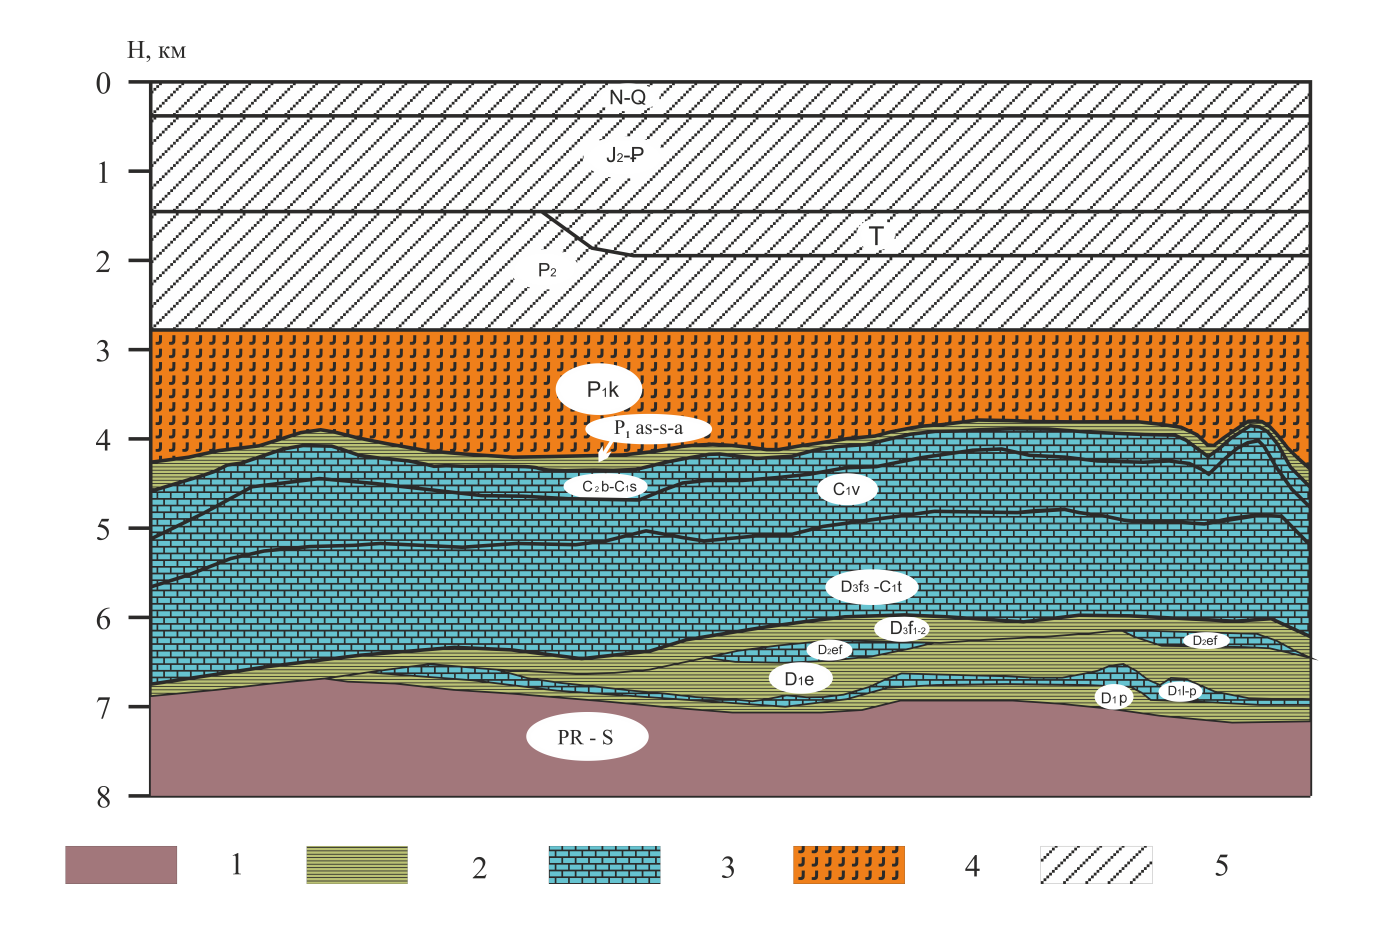 Н, км
0
N-Q
J₂-P
1
T
2
P₂
3
P₁k
P₁ as-s-a
4
C₂b-C₁s
C₁v
5
D₃f₃ -C₁t
6
D₃f₁₋₂
D₂ef
D₂ef
D₁e
D₁l-p
D₁p
7
PR - S
8
1
2
3
4
5